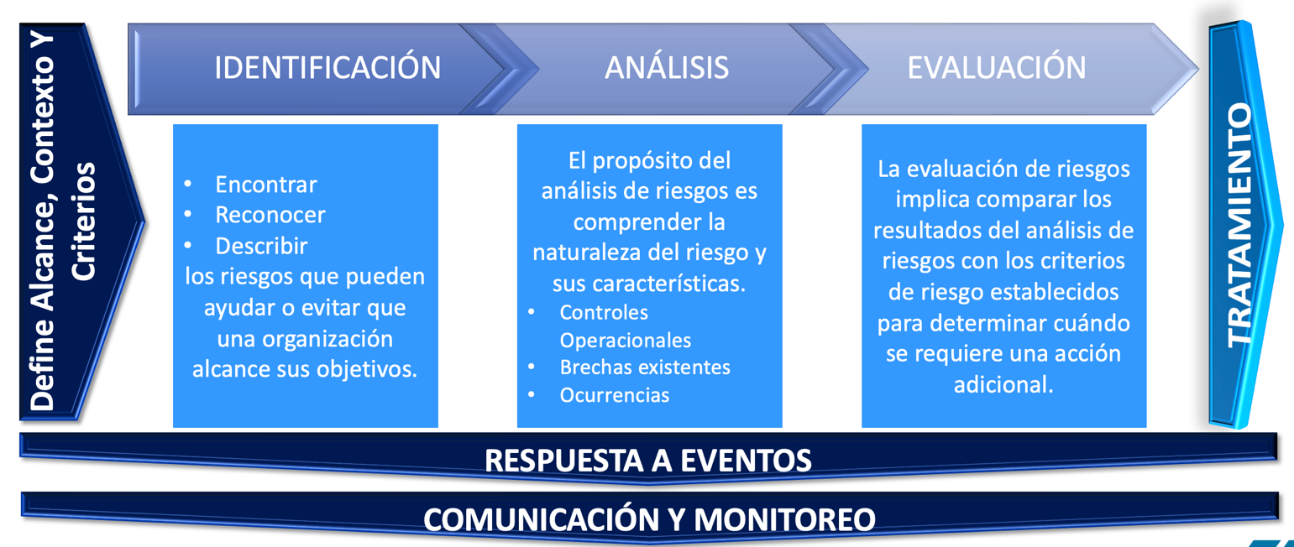 Define Alcance, Contexto Y
Criterios
IDENTIFICACIÓN
ANÁLISIS
EVALUACIÓN
• Encontrar
• Reconocer
• Describir
los riesgos que pueden
ayudar o evitar que
una organización
alcance sus objetivos.
El propósito del
análisis de riesgos es
comprender la
naturaleza del riesgo y
sus características.
• Controles
Operacionales
• Brechas existentes
• Ocurrencias
La evaluación de riesgos
implica comparar los
resultados del análisis de
riesgos con los criterios
de riesgo establecidos
para determinar cuándo
se requiere una acción
adicional.
TRATAMIENTO
RESPUESTA A EVENTOS
COMUNICACIÓN Y MONITOREO